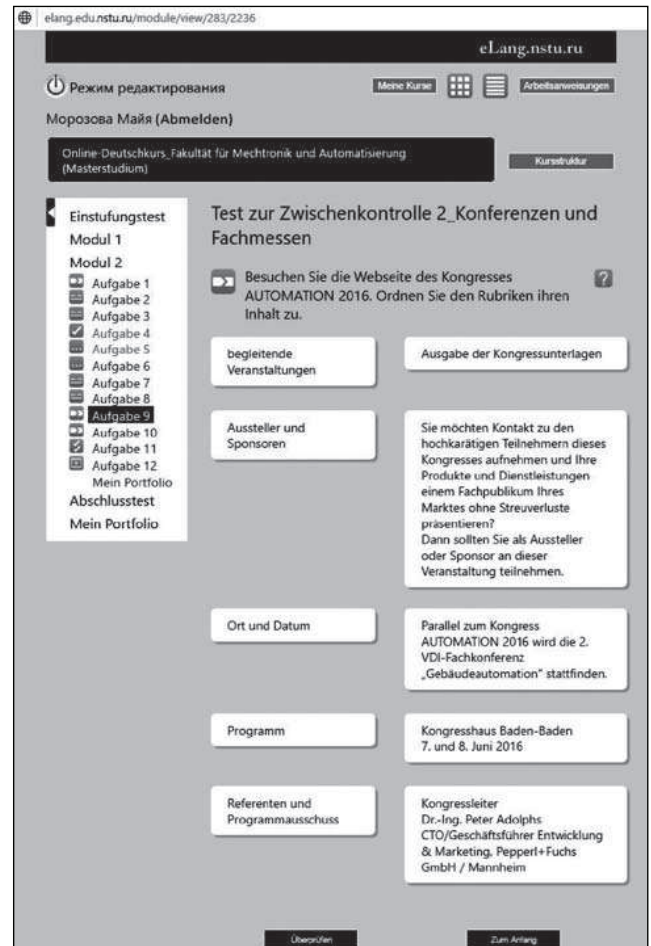 elang.edu.nstu.ru/module/view/283/2236
eLang.nstu.ru
Режим редактирования
Meine Kurse
Arbeitsanweisungen
Морозова Майя (Abmelden)
Online-Deutschkurs_Fakultät für Mechtronik und Automatisierung
(Masterstudium)
Kursstruktur
Einstufungstest
Modul 1
Modul 2
Aufgabe 1
Aufgabe 2
Aufgabe 3
Aufgabe 4
Aufgabe 5
Aufgabe 6
Aufgabe 7
Aufgabe 8
Aufgabe 9
Aufgabe 10
Aufgabe 11
Aufgabe 12
Mein Portfolio
Abschlusstest
Mein Portfolio
Test zur Zwischenkontrolle 2_Konferenzen und
Fachmessen
Besuchen Sie die Webseite des Kongresses
AUTOMATION 2016. Ordnen Sie den Rubriken ihren
Inhalt zu.
?
begleitende
Veranstaltungen
Ausgabe der Kongressunterlagen
Aussteller und
Sponsoren
Sie möchten Kontakt zu den
hochkarätigen Teilnehmern dieses
Kongresses aufnehmen und Ihre
Produkte und Dienstleistungen
einem Fachpublikum Ihres
Marktes ohne Streuverluste
präsentieren?
Dann sollten Sie als Aussteller
oder Sponsor an dieser
Veranstaltung teilnehmen.
Ort und Datum
Parallel zum Kongress
AUTOMATION 2016 wird die 2.
VDI-Fachkonferenz
„Gebäudeautomation" stattfinden.
Programm
Kongresshaus Baden-Baden
7. und 8. Juni 2016
Referenten und
Programmausschuss
Kongressleiter
Dr.-Ing. Peter Adolphs
CTO/Geschäftsführer Entwicklung
& Marketing, Pepperl+Fuchs
GmbH / Mannheim
Überprüfen
Zum Anfang